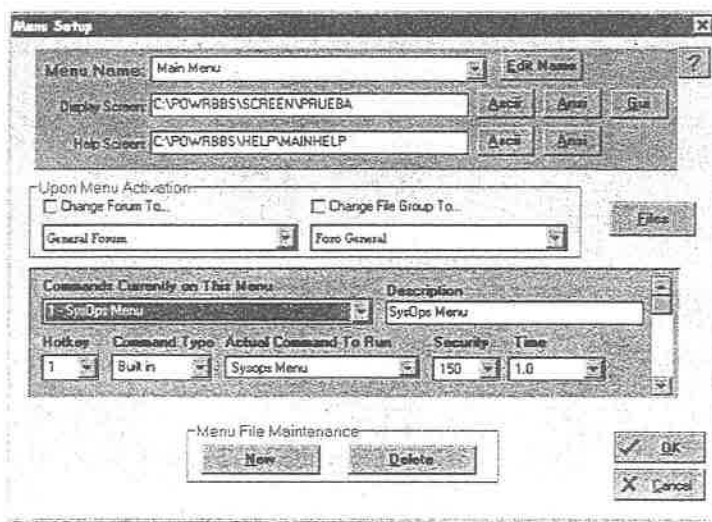 Menu Setup
Menu Name: Main Menu Edit Name ?
Display Screen: C:\POWRBBS\SCREEN\PRUEBA Ascii Ansi Gui
Help Screen: C:\POWRBBS\HELP\MAINHELP Ascii Ansi
Upon Menu Activation
Change Forum To... Change File Group To...
General Forum Foro General Files
Commands Currently on This Menu Description
1 - SysOps Menu SysOps Menu
Hotkey Command Type Actual Command To Run Security Time
1 Built in Sysops Menu 150 1.0
Menu File Maintenance
New Delete
OK
Cancel